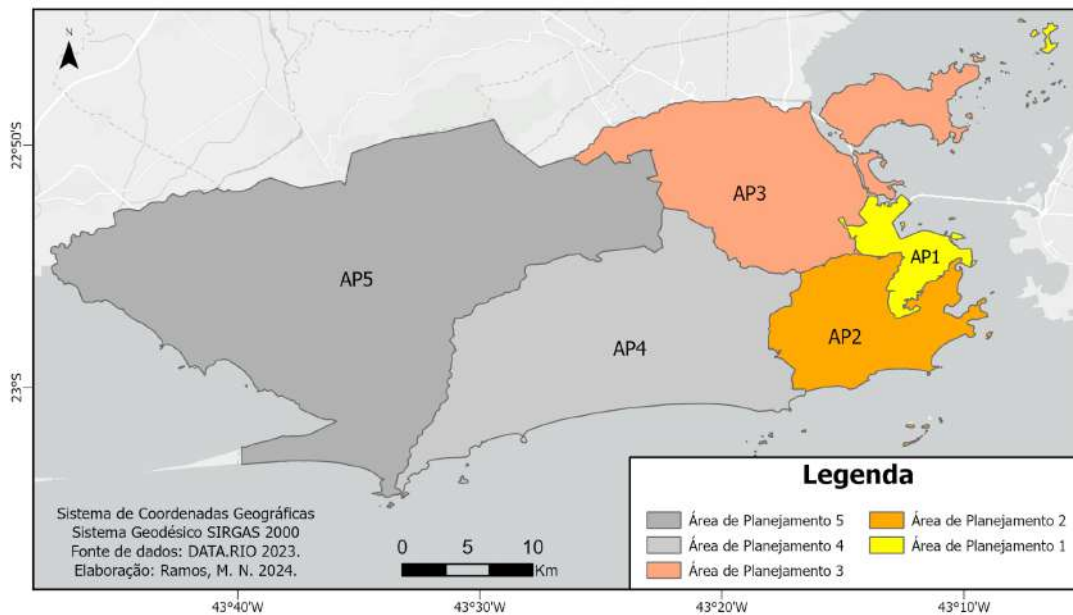 N
22°50'S
23°S
AP3
AP1
AP5
AP4
AP2
Legenda
Área de Planejamento 5
Área de Planejamento 2
Área de Planejamento 4
Área de Planejamento 1
Área de Planejamento 3
Sistema de Coordenadas Geográficas
Sistema Geodésico SIRGAS 2000
Fonte de dados: DATA.RIO 2023.
Elaboração: Ramos, M. N. 2024.
0 5 10
Km
43°40'W 43°30'W 43°20'W 43°10'W